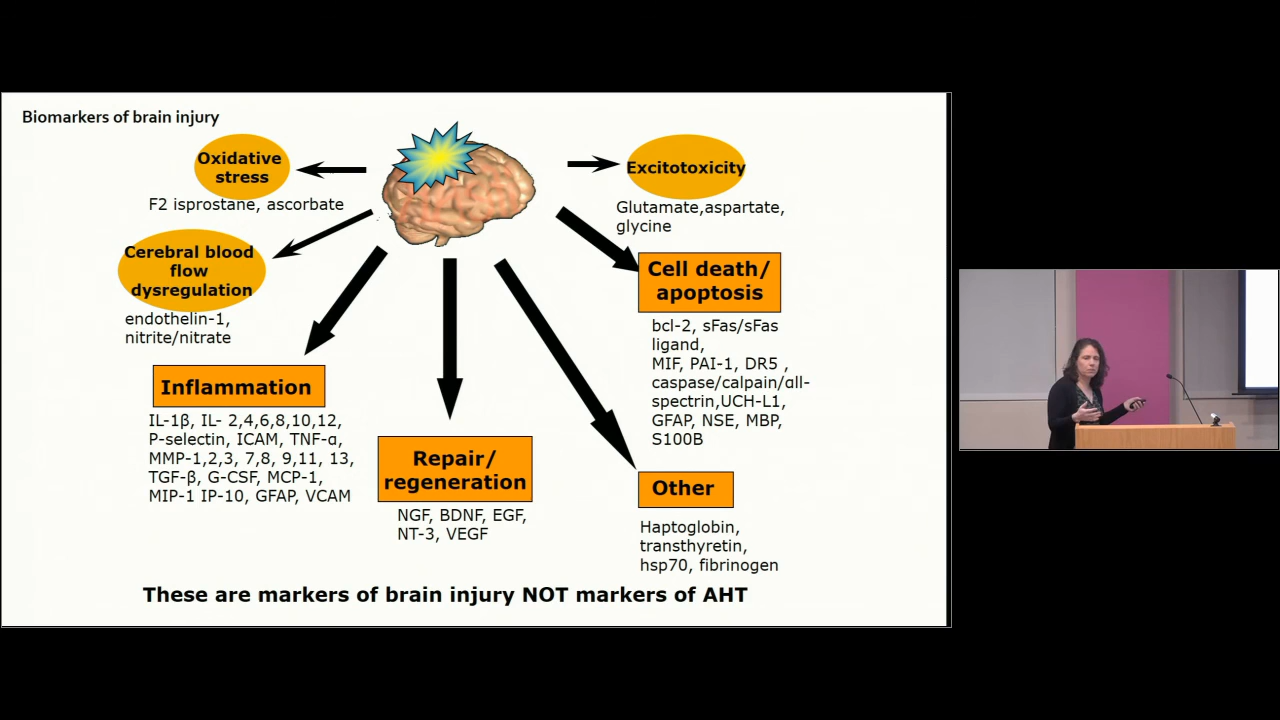 Biomarkers of brain injury
Oxidative
stress
F2 isprostane, ascorbate
Cerebral blood
flow
dysregulation
endothelin-1,
nitrite/nitrate
Inflammation
IL-1β, IL- 2,4,6,8,10,12,
P-selectin, ICAM, TNF-α,
MMP-1,2,3, 7,8, 9,11, 13,
TGF-β, G-CSF, MCP-1,
MIP-1 IP-10, GFAP, VCAM
Repair/
regeneration
NGF, BDNF, EGF,
NT-3, VEGF
Excitotoxicity
Glutamate,aspartate,
glycine
Cell death/
apoptosis
bcl-2, sFas/sFas
ligand,
MIF, PAI-1, DR5 ,
caspase/calpain/αll-
spectrin,UCH-L1,
GFAP, NSE, MBP,
S100B
Other
Haptoglobin,
transthyretin,
hsp70, fibrinogen
These are markers of brain injury NOT markers of AHT